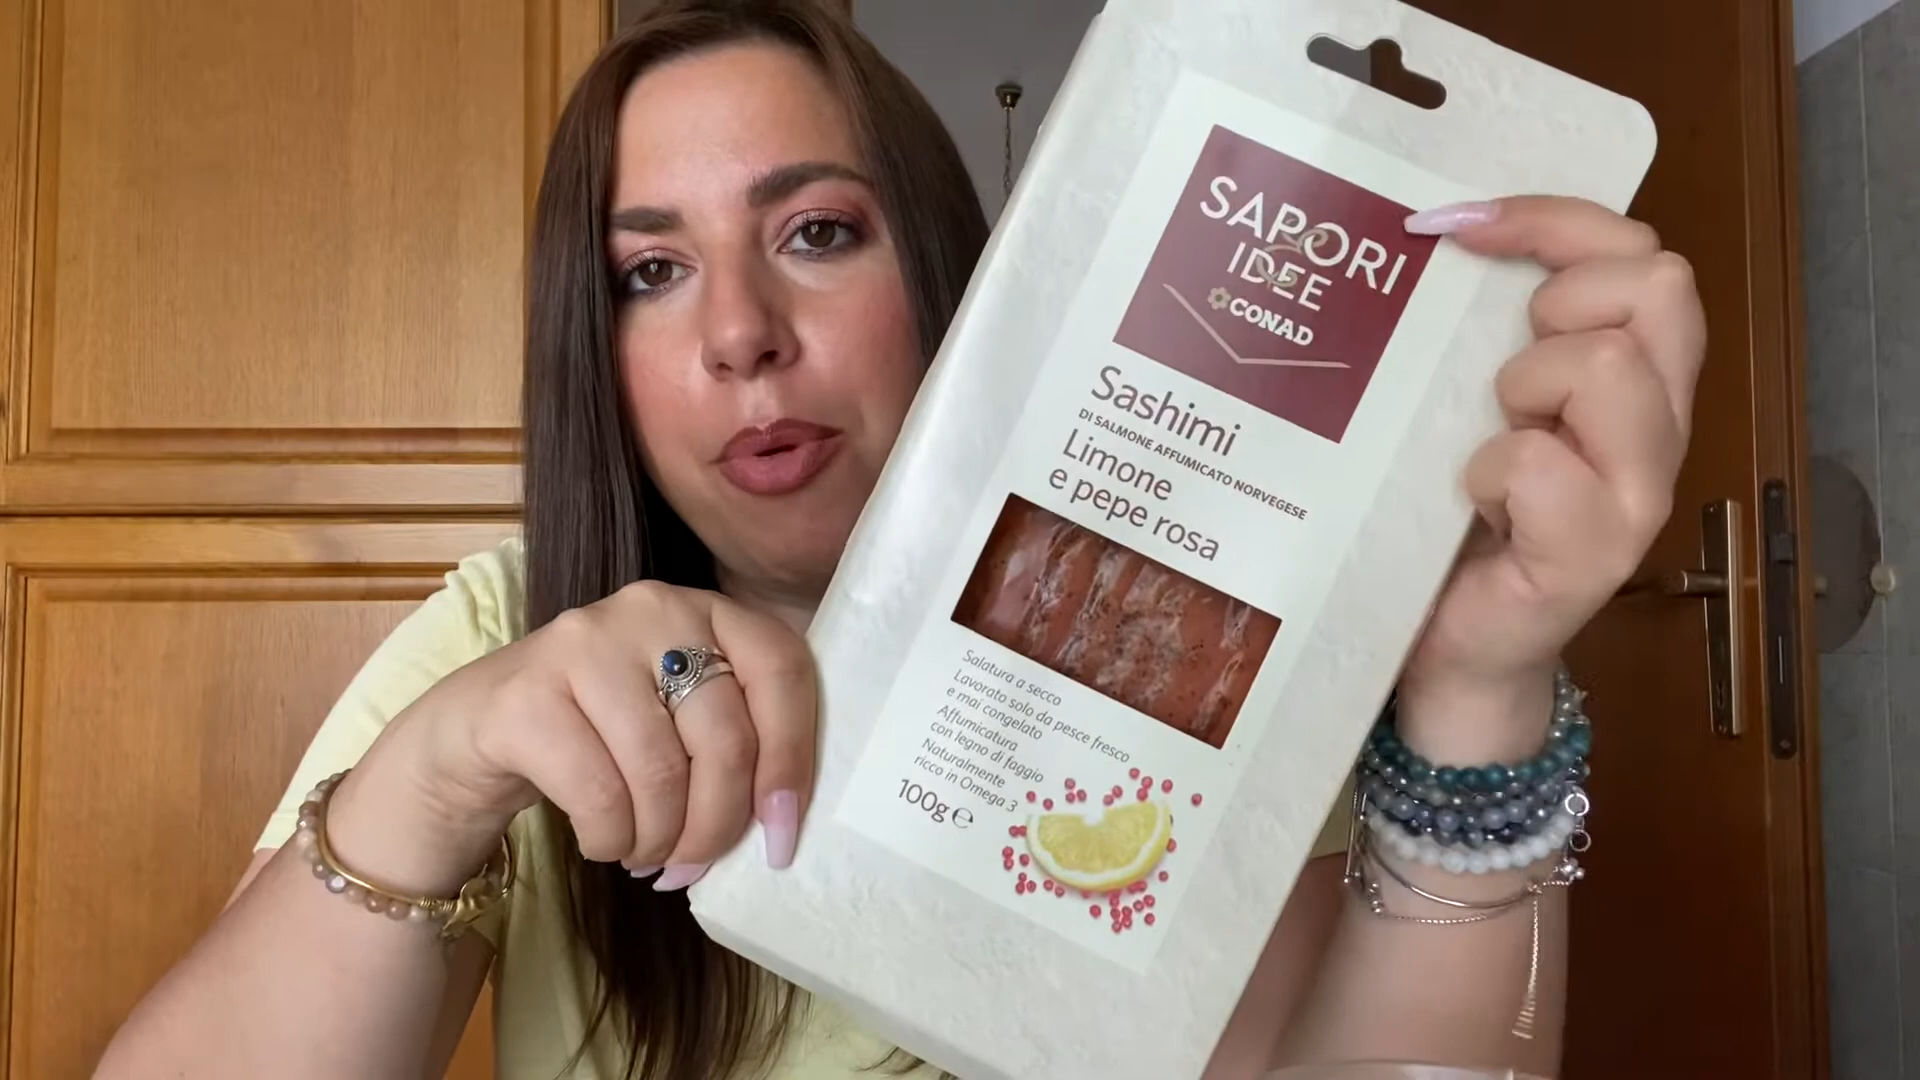 SAPORI
&
IDEE
CONAD
Sashimi
DI SALMONE AFFUMICATO NORVEGESE
Limone
e pepe rosa
Salatura a secco
Lavorato solo da pesce fresco
e mai congelato
Affumicatura
con legno di faggio
Naturalmente
ricco in Omega 3
100g ℮